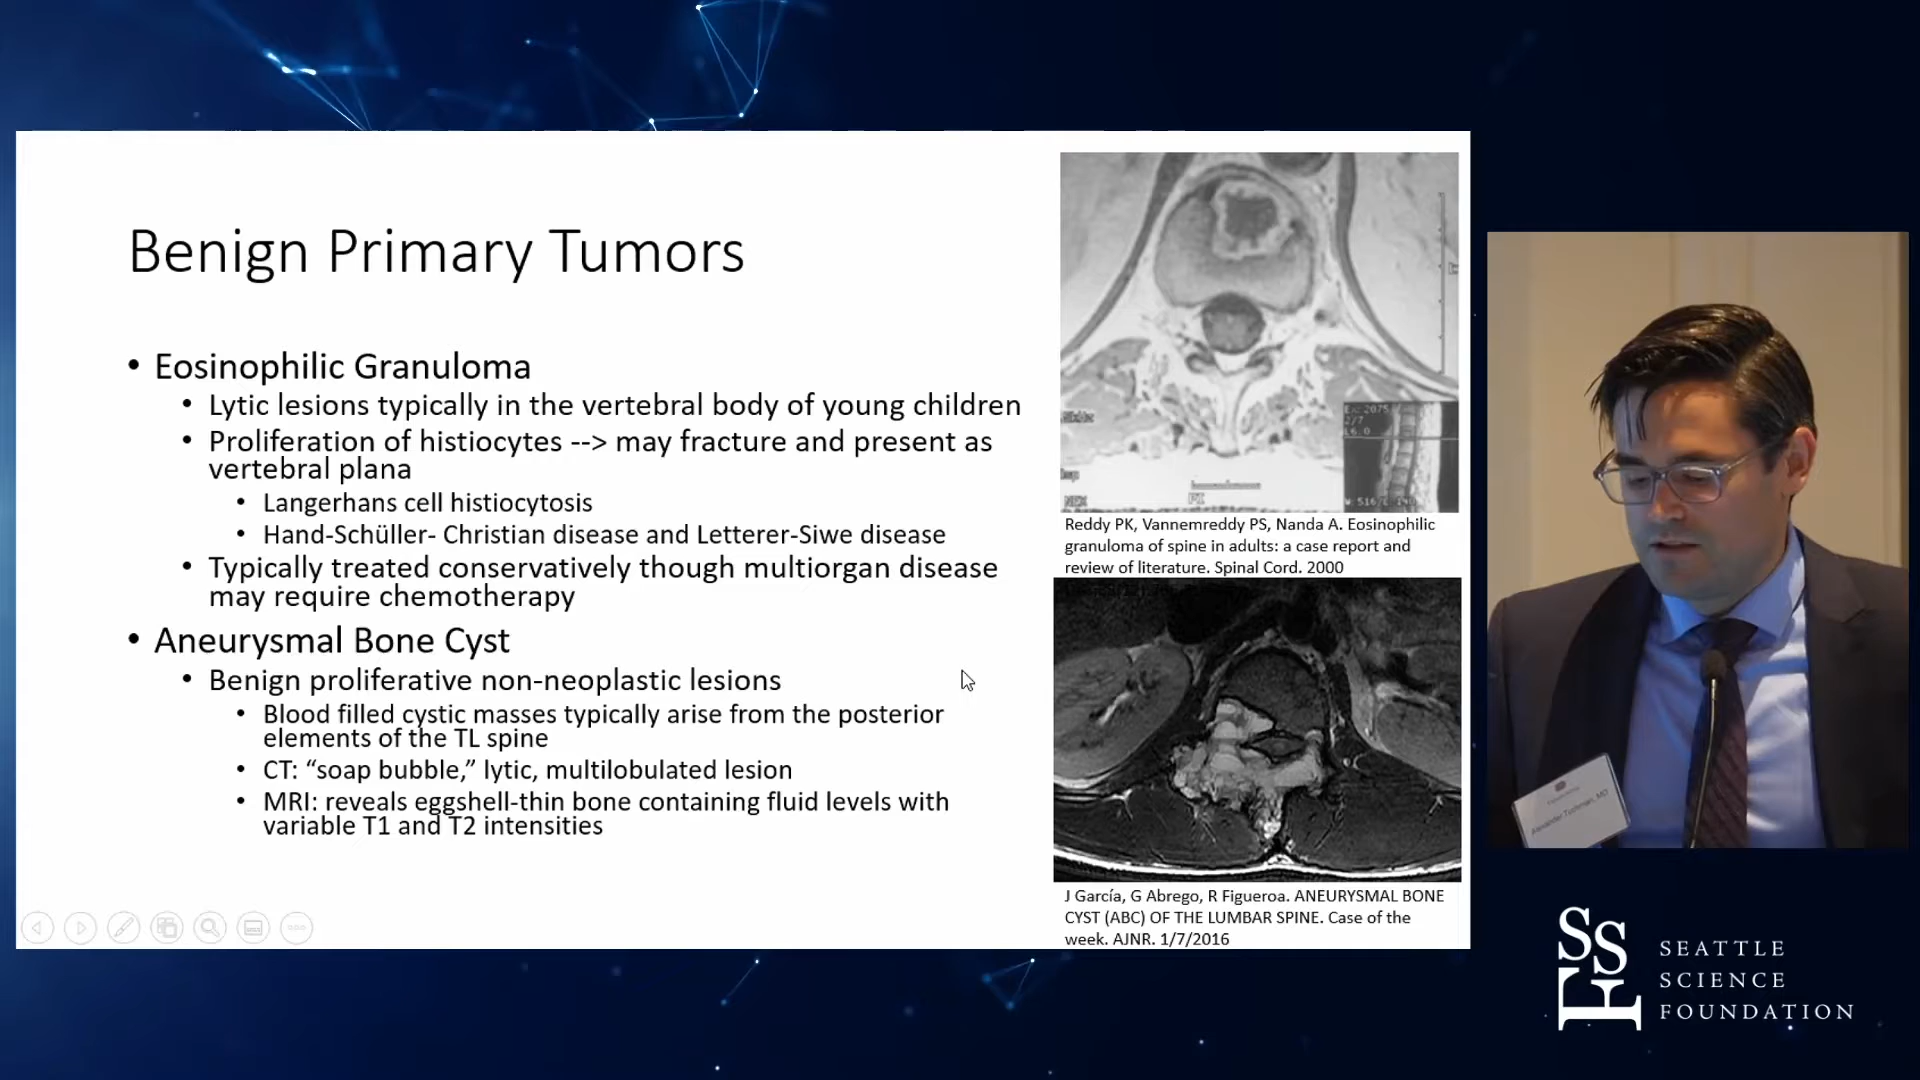 Benign Primary Tumors
• Eosinophilic Granuloma
• Lytic lesions typically in the vertebral body of young children
• Proliferation of histiocytes --> may fracture and present as
vertebral plana
• Langerhans cell histiocytosis
• Hand-Schüller- Christian disease and Letterer-Siwe disease
• Typically treated conservatively though multiorgan disease
may require chemotherapy
• Aneurysmal Bone Cyst
• Benign proliferative non-neoplastic lesions
• Blood filled cystic masses typically arise from the posterior
elements of the TL spine
• CT: “soap bubble,” lytic, multilobulated lesion
• MRI: reveals eggshell-thin bone containing fluid levels with
variable T1 and T2 intensities
Reddy PK, Vannemreddy PS, Nanda A. Eosinophilic
granuloma of spine in adults: a case report and
review of literature. Spinal Cord. 2000
J García, G Abrego, R Figueroa. ANEURYSMAL BONE
CYST (ABC) OF THE LUMBAR SPINE. Case of the
week. AJNR. 1/7/2016
Alexander Tuchman, MD
SSF
SEATTLE
SCIENCE
FOUNDATION